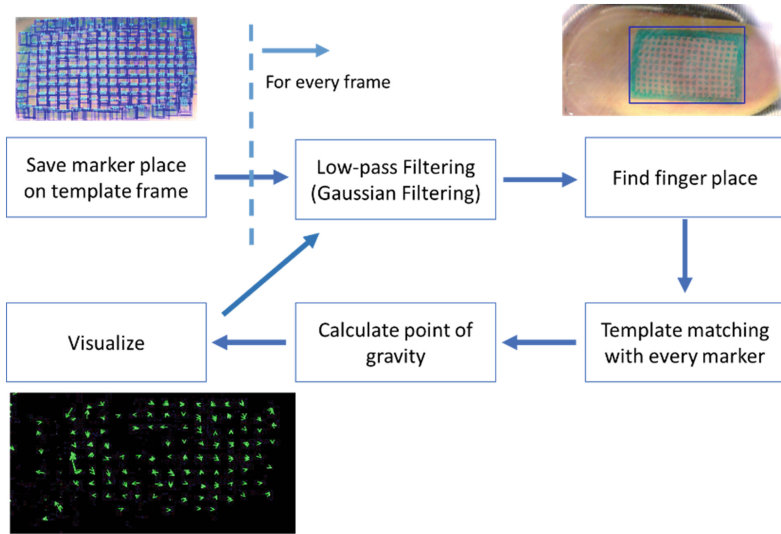 For every frame
Save marker place
on template frame
Low-pass Filtering
(Gaussian Filtering)
Find finger place
Visualize
Calculate point of
gravity
Template matching
with every marker